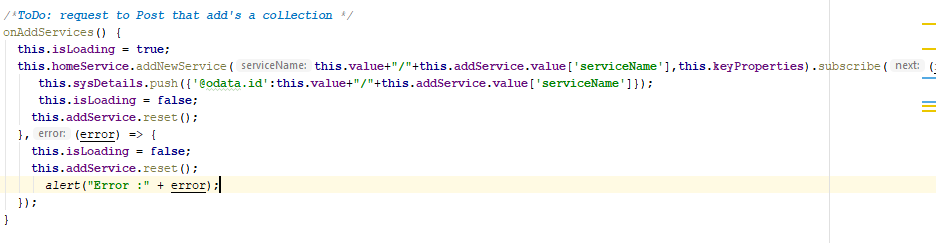 /*ToDo: request to Post that add's a collection */
onAddServices() {
this.isLoading = true;
this.homeService.addNewService( serviceName: this.value+"/"+this.addService.value['serviceName'],this.keyProperties).subscribe( next: (
this.sysDetails.push({'@odata.id':this.value+"/"+this.addService.value['serviceName']});
this.isLoading = false;
this.addService.reset();
}, error: (error) => {
this.isLoading = false;
this.addService.reset();
alert("Error :" + error);
});
}